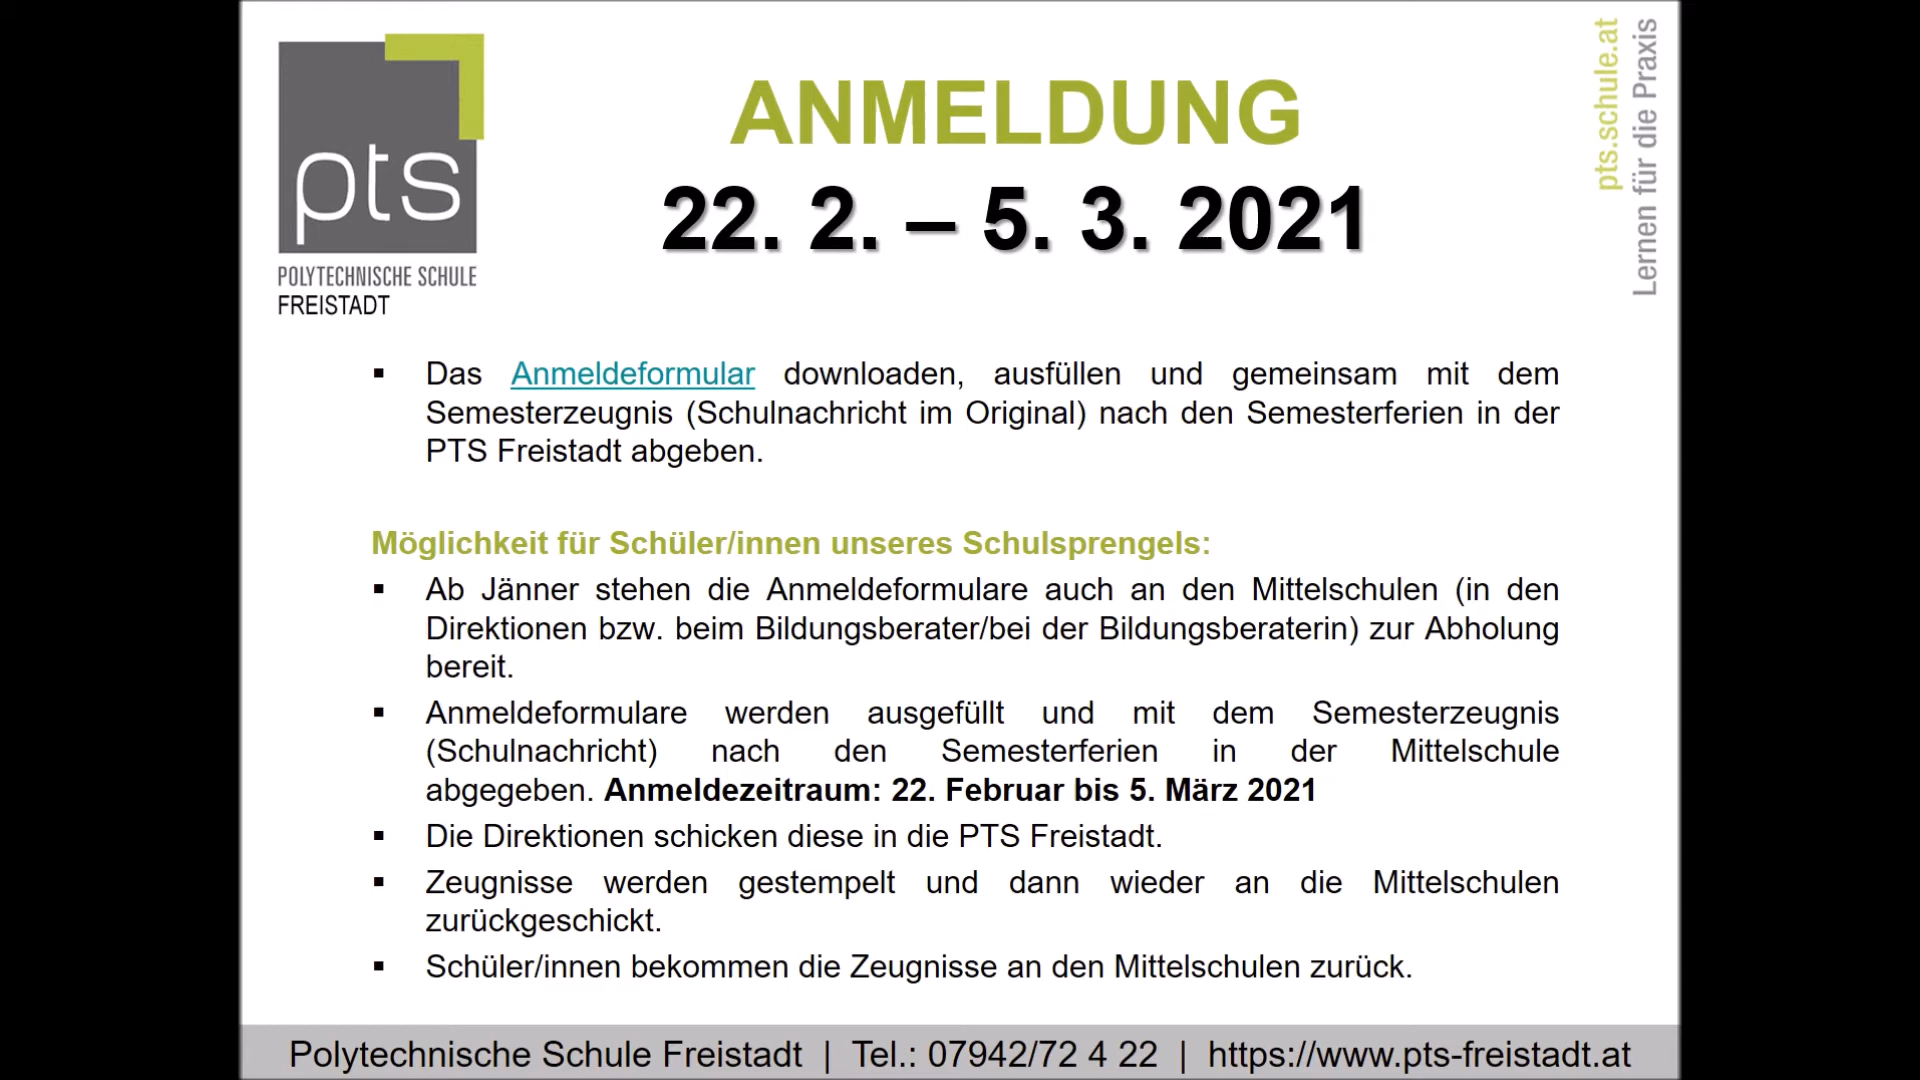 pts
POLYTECHNISCHE SCHULE
FREISTADT
ANMELDUNG
22. 2. – 5. 3. 2021
pts.schule.at
Lernen für die Praxis
▪ Das Anmeldeformular downloaden, ausfüllen und gemeinsam mit dem
Semesterzeugnis (Schulnachricht im Original) nach den Semesterferien in der
PTS Freistadt abgeben.
Möglichkeit für Schüler/innen unseres Schulsprengels:
▪ Ab Jänner stehen die Anmeldeformulare auch an den Mittelschulen (in den
Direktionen bzw. beim Bildungsberater/bei der Bildungsberaterin) zur Abholung
bereit.
▪ Anmeldeformulare werden ausgefüllt und mit dem Semesterzeugnis
(Schulnachricht) nach den Semesterferien in der Mittelschule
abgegeben. Anmeldezeitraum: 22. Februar bis 5. März 2021
▪ Die Direktionen schicken diese in die PTS Freistadt.
▪ Zeugnisse werden gestempelt und dann wieder an die Mittelschulen
zurückgeschickt.
▪ Schüler/innen bekommen die Zeugnisse an den Mittelschulen zurück.
Polytechnische Schule Freistadt | Tel.: 07942/72 4 22 | https://www.pts-freistadt.at